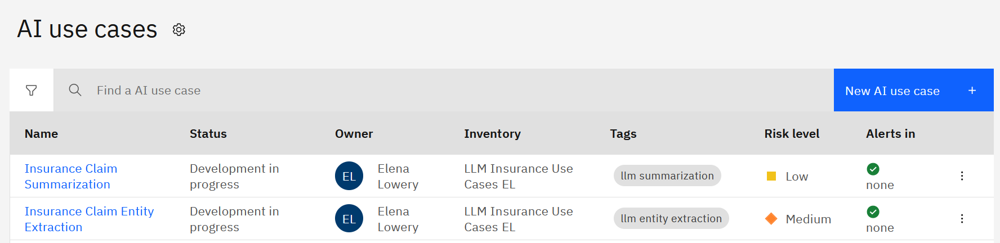 AI use cases
Find a AI use case
New AI use case +
Name Status Owner Inventory Tags Risk level Alerts in
Insurance Claim Development in EL Elena LLM Insurance Use llm summarization Low
Summarization progress Lowery Cases EL none
Insurance Claim Entity Development in EL Elena LLM Insurance Use llm entity extraction Medium
Extraction progress Lowery Cases EL none